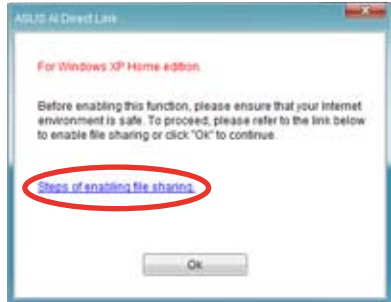 ASUS AI Direct Link
For Windows XP Home edition.
Before enabling this function, please ensure that your Internet
environment is safe. To proceed, please refer to the link below
to enable file sharing or click "Ok" to continue.
Steps of enabling file sharing.
Ok